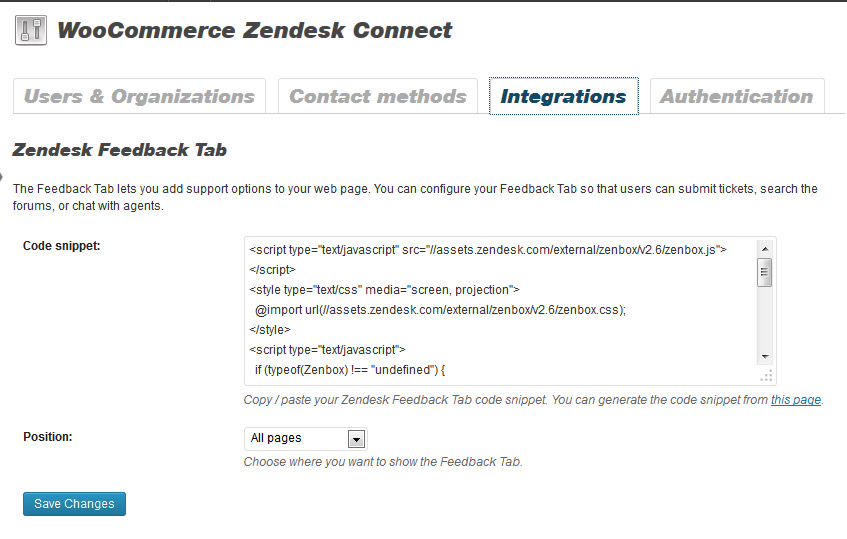 WooCommerce Zendesk Connect
Users & Organizations
Contact methods
Integrations
Authentication
Zendesk Feedback Tab
The Feedback Tab lets you add support options to your web page. You can configure your Feedback Tab so that users can submit tickets, search the
forums, or chat with agents.
Code snippet:
<script type="text/javascript" src="//assets.zendesk.com/external/zenbox/v2.6/zenbox.js">
</script>
<style type="text/css" media="screen, projection">
@import url(//assets.zendesk.com/external/zenbox/v2.6/zenbox.css);
</style>
<script type="text/javascript">
if (typeof(Zenbox) !== "undefined") {
Copy / paste your Zendesk Feedback Tab code snippet. You can generate the code snippet from this page.
Position:
All pages
Choose where you want to show the Feedback Tab.
Save Changes